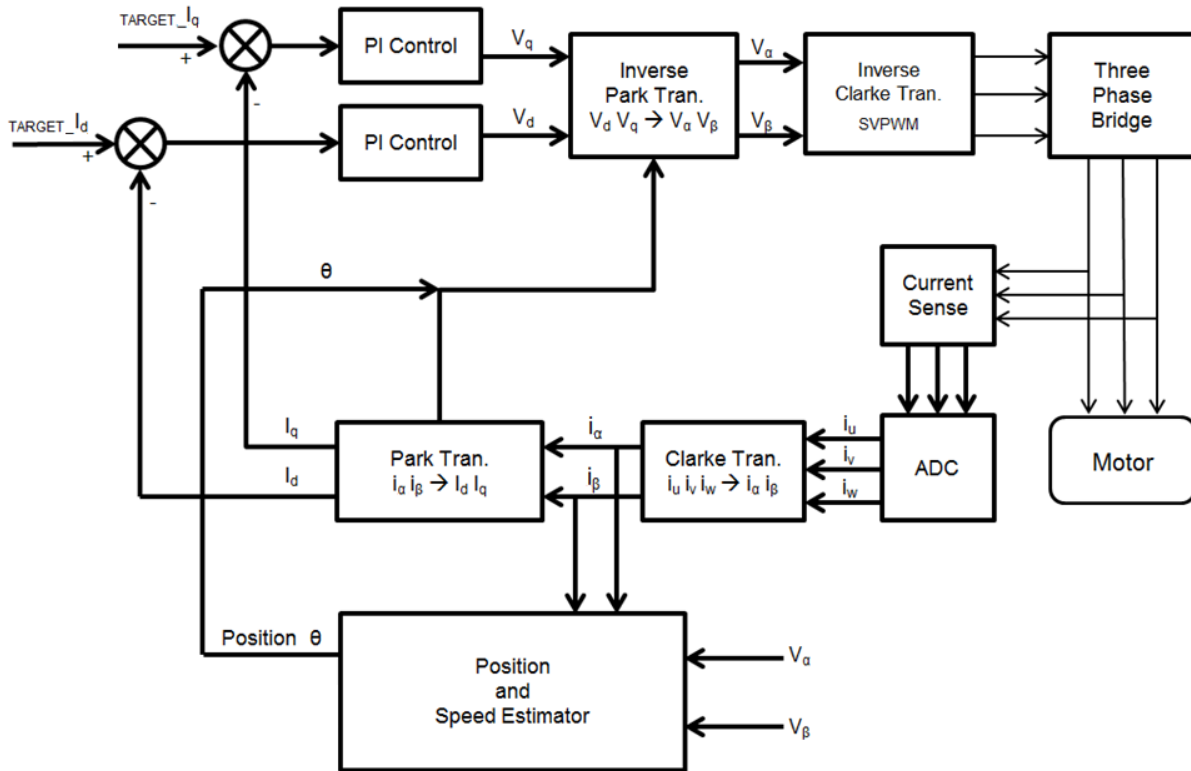 TARGET_Iq
+
-
PI Control
Vq
TARGET_Id
+
-
PI Control
Vd
Inverse
Park Tran.
Vd Vq → Vα Vβ
Vα
Vβ
Inverse
Clarke Tran.
SVPWM
Three
Phase
Bridge
θ
Current
Sense
Iq
Id
Park Tran.
iα iβ → Id Iq
iα
iβ
Clarke Tran.
iu iv iw → iα iβ
iu
iv
iw
ADC
Motor
Position θ
Position
and
Speed Estimator
Vα
Vβ